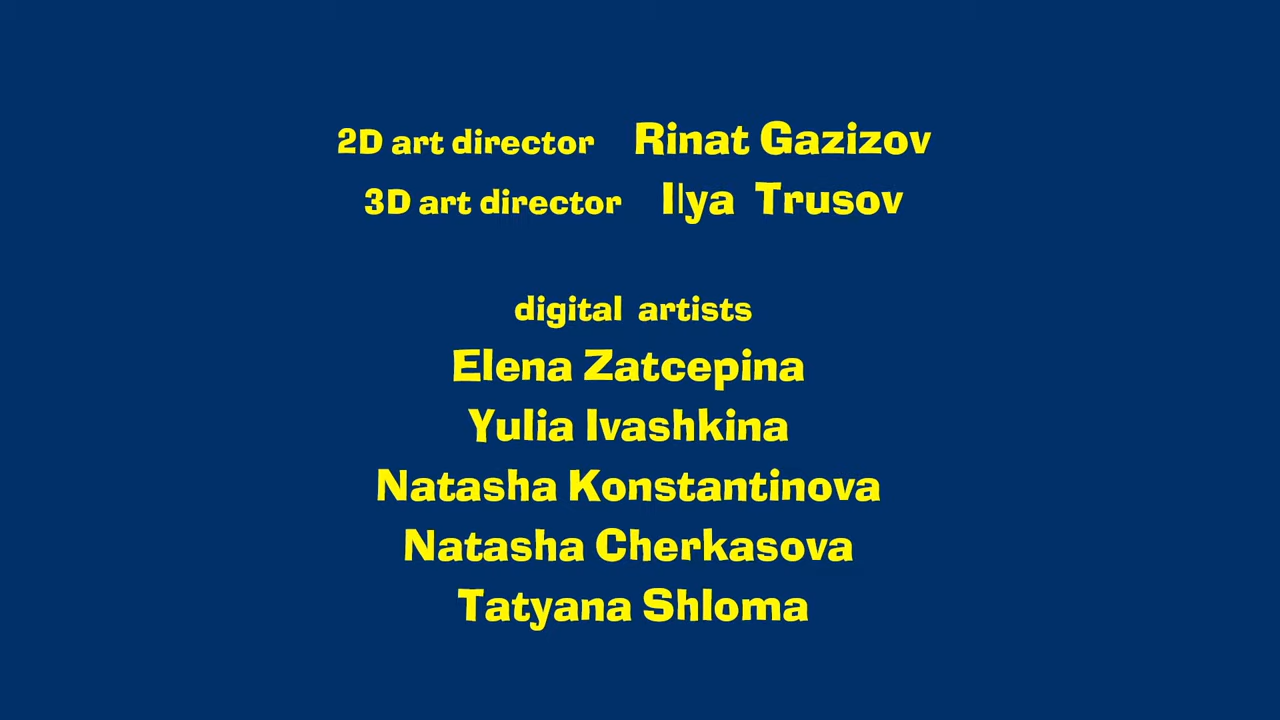 2D art director Rinat Gazizov
3D art director Ilya Trusov
digital artists
Elena Zatcepina
Yulia Ivashkina
Natasha Konstantinova
Natasha Cherkasova
Tatyana Shloma